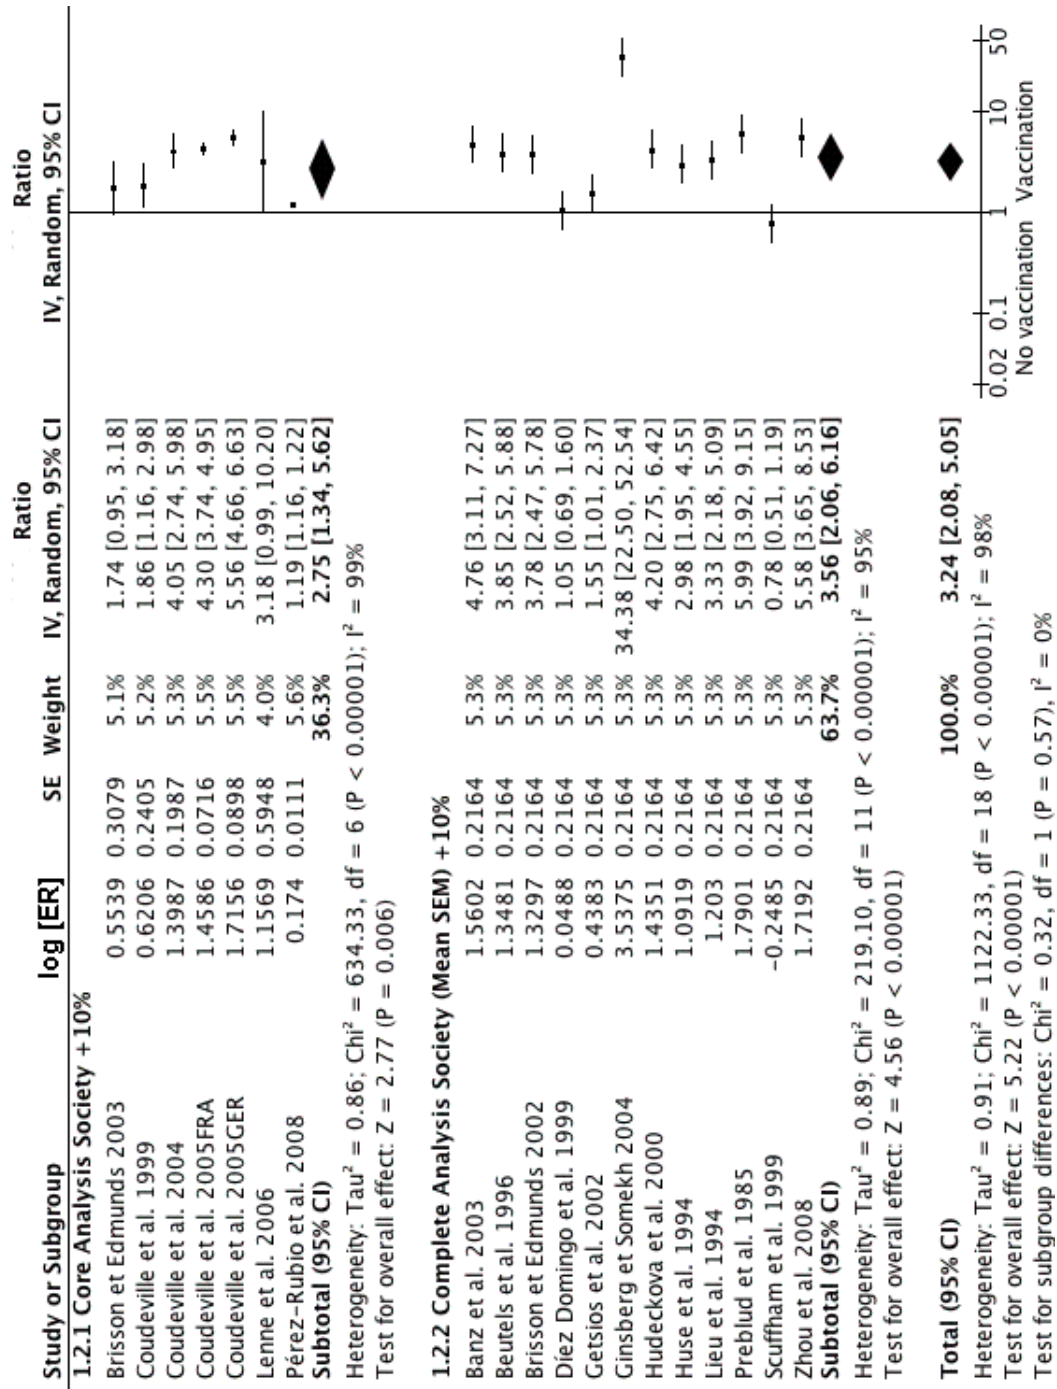 Ratio Ratio
Study or Subgroup log [ER] SE Weight IV, Random, 95% CI IV, Random, 95% CI
1.2.1 Core Analysis Society +10%
Brisson et Edmunds 2003 0.5539 0.3079 5.1% 1.74 [0.95, 3.18]
Coudeville et al. 1999 0.6206 0.2405 5.2% 1.86 [1.16, 2.98]
Coudeville et al. 2004 1.3987 0.1987 5.3% 4.05 [2.74, 5.98]
Coudeville et al. 2005FRA 1.4586 0.0716 5.5% 4.30 [3.74, 4.95]
Coudeville et al. 2005GER 1.7156 0.0898 5.5% 5.56 [4.66, 6.63]
Lenne et al. 2006 1.1569 0.5948 4.0% 3.18 [0.99, 10.20]
Pérez-Rubio et al. 2008 0.174 0.0111 5.6% 1.19 [1.16, 1.22]
Subtotal (95% CI) 36.3% 2.75 [1.34, 5.62]
Heterogeneity: Tau² = 0.86; Chi² = 634.33, df = 6 (P < 0.00001); I² = 99%
Test for overall effect: Z = 2.77 (P = 0.006)
1.2.2 Complete Analysis Society (Mean SEM) +10%
Banz et al. 2003 1.5602 0.2164 5.3% 4.76 [3.11, 7.27]
Beutels et al. 1996 1.3481 0.2164 5.3% 3.85 [2.52, 5.88]
Brisson et Edmunds 2002 1.3297 0.2164 5.3% 3.78 [2.47, 5.78]
Díez Domingo et al. 1999 0.0488 0.2164 5.3% 1.05 [0.69, 1.60]
Getsios et al. 2002 0.4383 0.2164 5.3% 1.55 [1.01, 2.37]
Ginsberg et Somekh 2004 3.5375 0.2164 5.3% 34.38 [22.50, 52.54]
Hudeckova et al. 2000 1.4351 0.2164 5.3% 4.20 [2.75, 6.42]
Huse et al. 1994 1.0919 0.2164 5.3% 2.98 [1.95, 4.55]
Lieu et al. 1994 1.203 0.2164 5.3% 3.33 [2.18, 5.09]
Preblud et al. 1985 1.7901 0.2164 5.3% 5.99 [3.92, 9.15]
Scuffham et al. 1999 -0.2485 0.2164 5.3% 0.78 [0.51, 1.19]
Zhou et al. 2008 1.7192 0.2164 5.3% 5.58 [3.65, 8.53]
Subtotal (95% CI) 63.7% 3.56 [2.06, 6.16]
Heterogeneity: Tau² = 0.89; Chi² = 219.10, df = 11 (P < 0.00001); I² = 95%
Test for overall effect: Z = 4.56 (P < 0.00001)
Total (95% CI) 100.0% 3.24 [2.08, 5.05]
Heterogeneity: Tau² = 0.91; Chi² = 1122.33, df = 18 (P < 0.00001); I² = 98%
Test for overall effect: Z = 5.22 (P < 0.00001)
Test for subgroup differences: Chi² = 0.32, df = 1 (P = 0.57), I² = 0%
0.02 0.1 1 10 50
No vaccination Vaccination